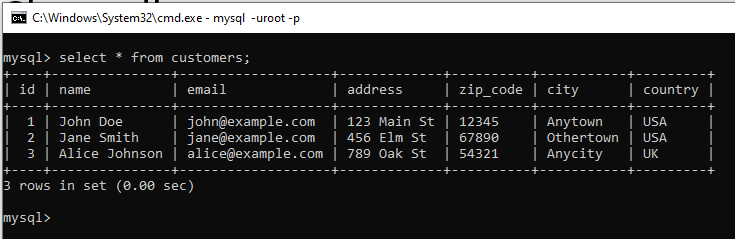 C:\Windows\System32\cmd.exe - mysql -uroot -p
mysql> select * from customers;
+----+---------------+-------------------+-------------+----------+-----------+---------+
| id | name          | email             | address     | zip_code | city      | country |
+----+---------------+-------------------+-------------+----------+-----------+---------+
|  1 | John Doe      | john@example.com  | 123 Main St | 12345    | Anytown   | USA     |
|  2 | Jane Smith    | jane@example.com  | 456 Elm St  | 67890    | Othertown | USA     |
|  3 | Alice Johnson | alice@example.com | 789 Oak St  | 54321    | Anycity   | UK      |
+----+---------------+-------------------+-------------+----------+-----------+---------+
3 rows in set (0.00 sec)
mysql>